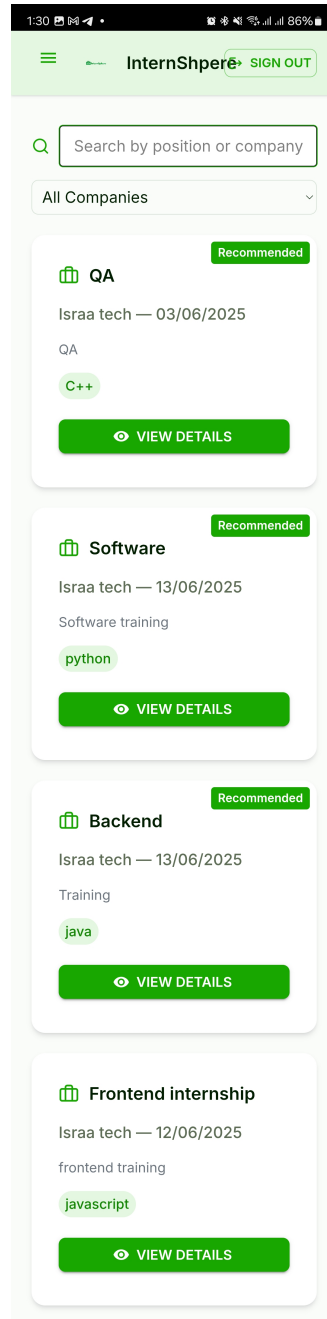 1:30
86%
InternShpere
SIGN OUT
Search by position or company
All Companies
Recommended
QA
Israa tech — 03/06/2025
QA
C++
VIEW DETAILS
Recommended
Software
Israa tech — 13/06/2025
Software training
python
VIEW DETAILS
Recommended
Backend
Israa tech — 13/06/2025
Training
java
VIEW DETAILS
Frontend internship
Israa tech — 12/06/2025
frontend training
javascript
VIEW DETAILS